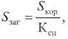 Sзаг = Sкор / Kси,